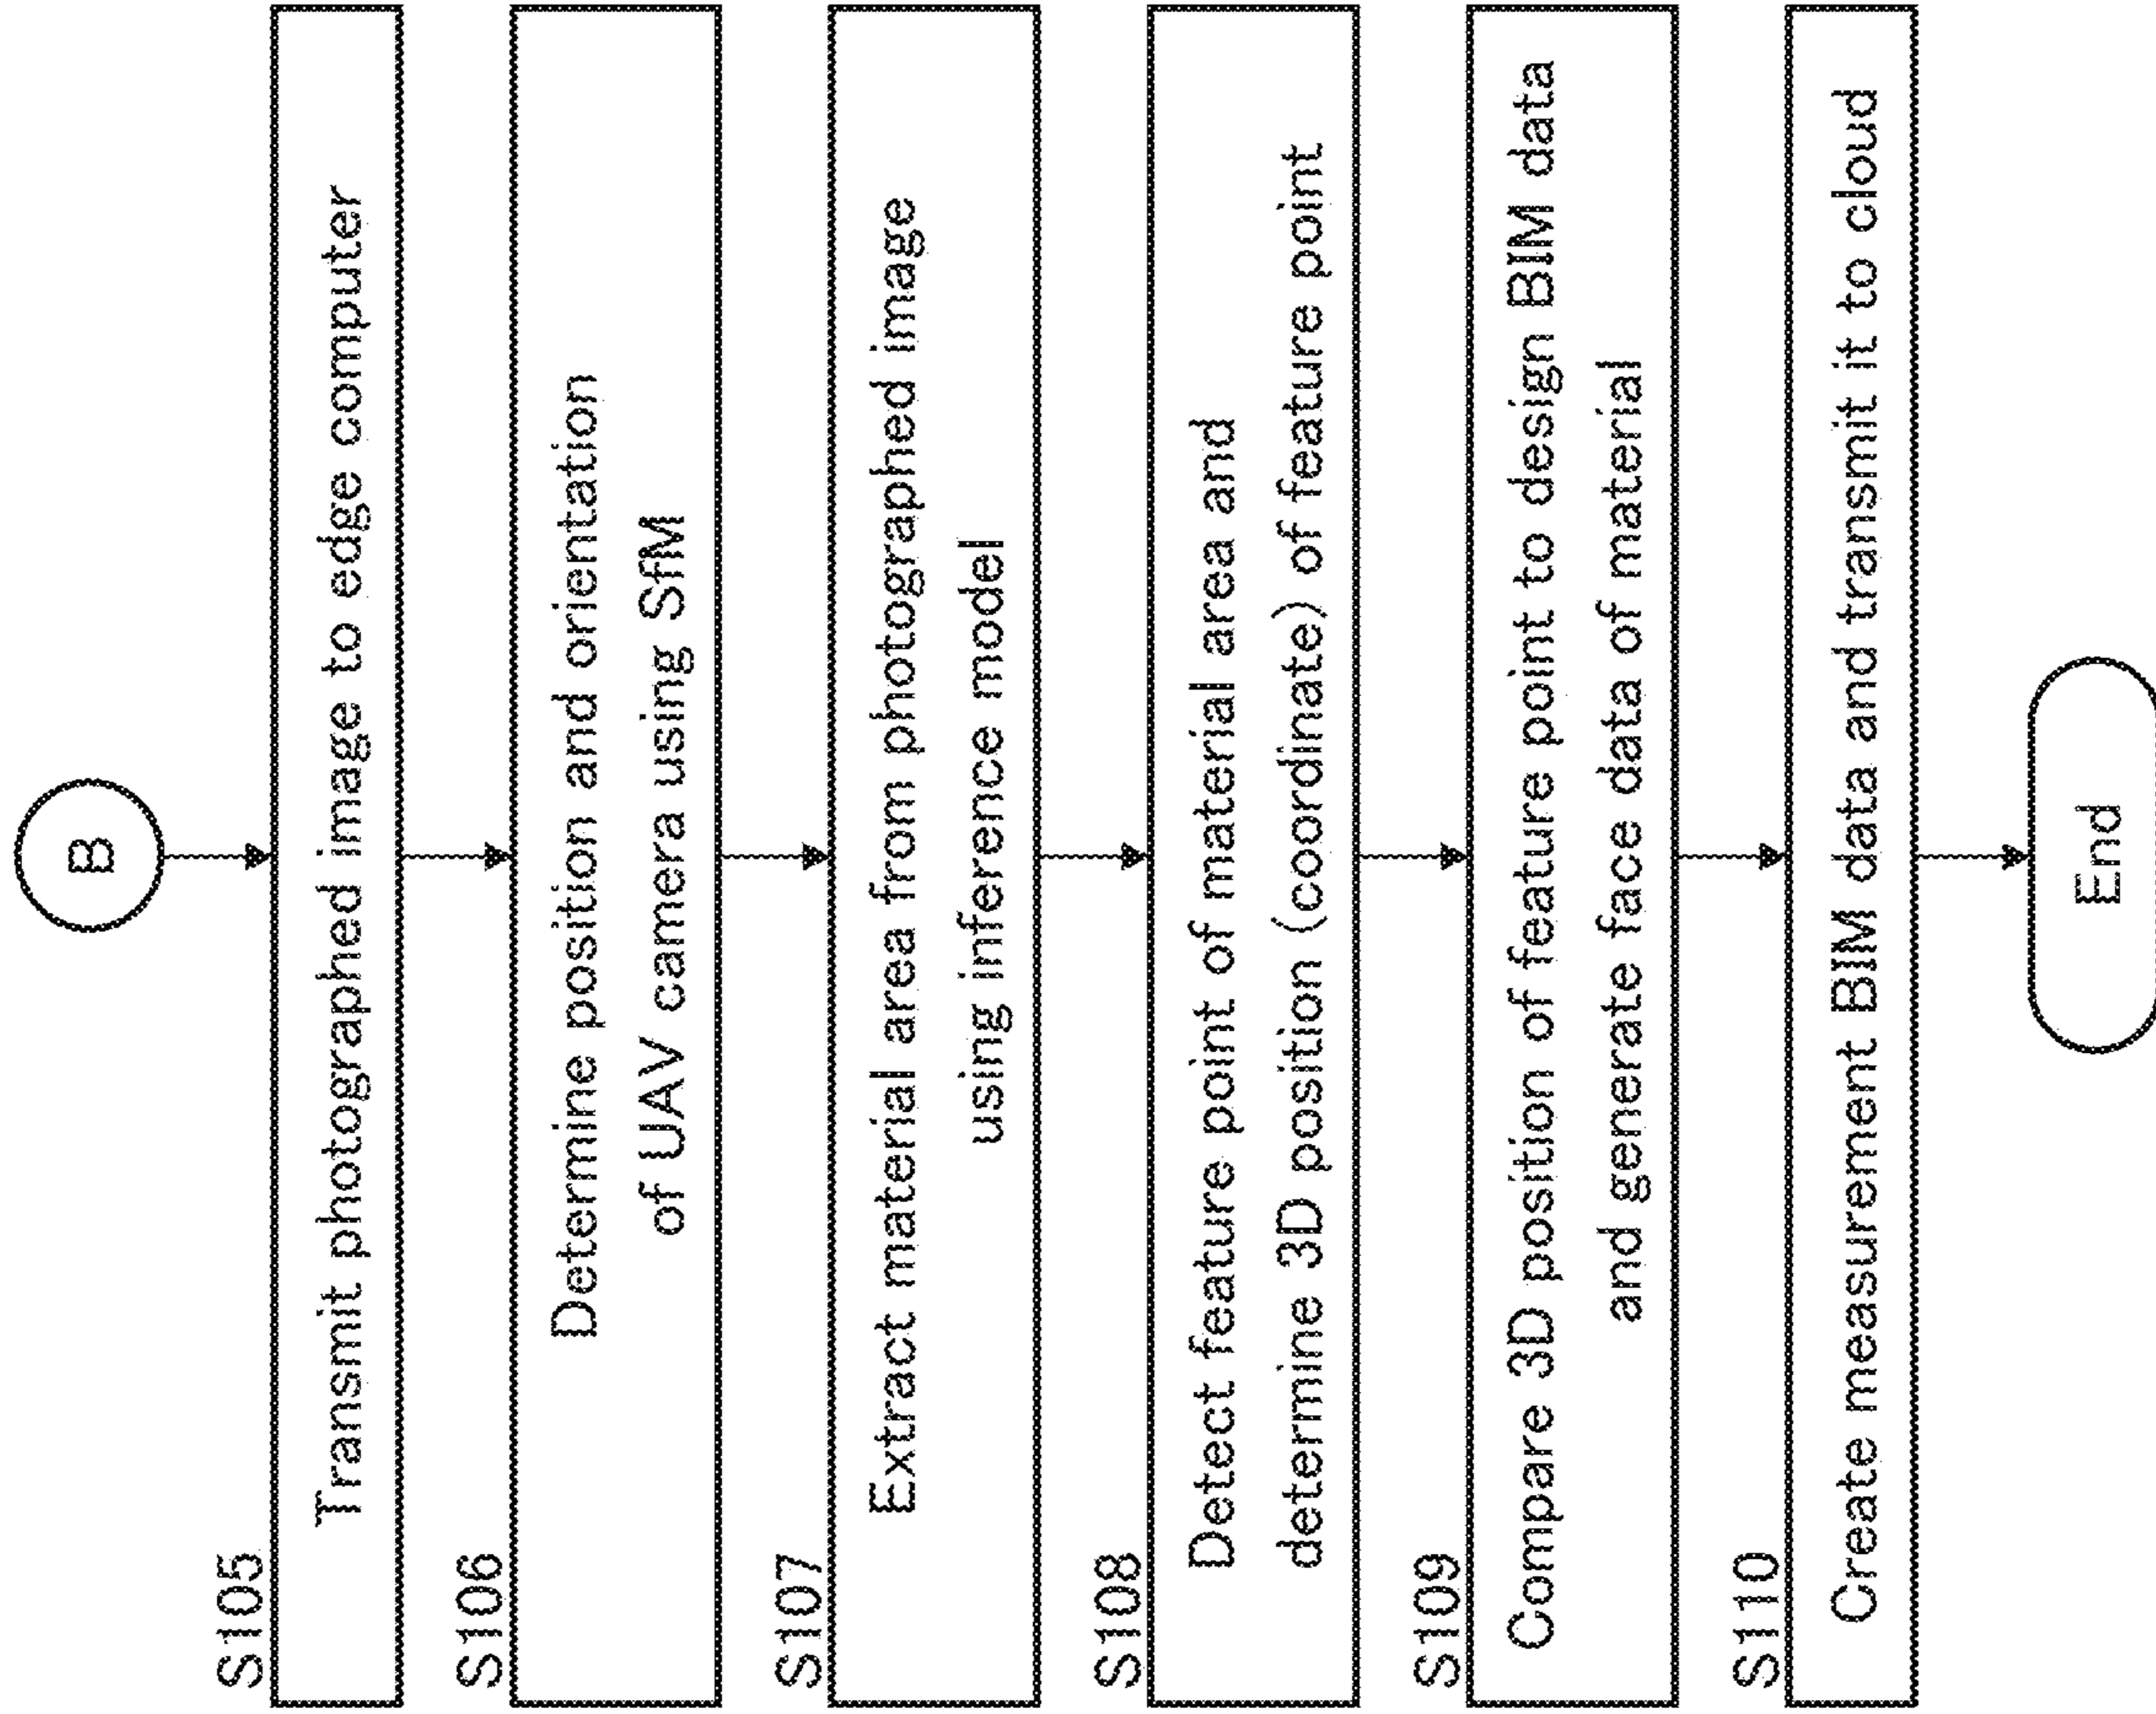 B
S105
Transmit photographed image to edge computer
S106
Determine position and orientation
of UAV camera using SfM
S107
Extract material area from photographed image
using inference model
S108
Detect feature point of material area and
determine 3D position (coordinate) of feature point
S109
Compare 3D position of feature point to design BIM data
and generate face data of material
S110
Create measurement BIM data and transmit it to cloud
End